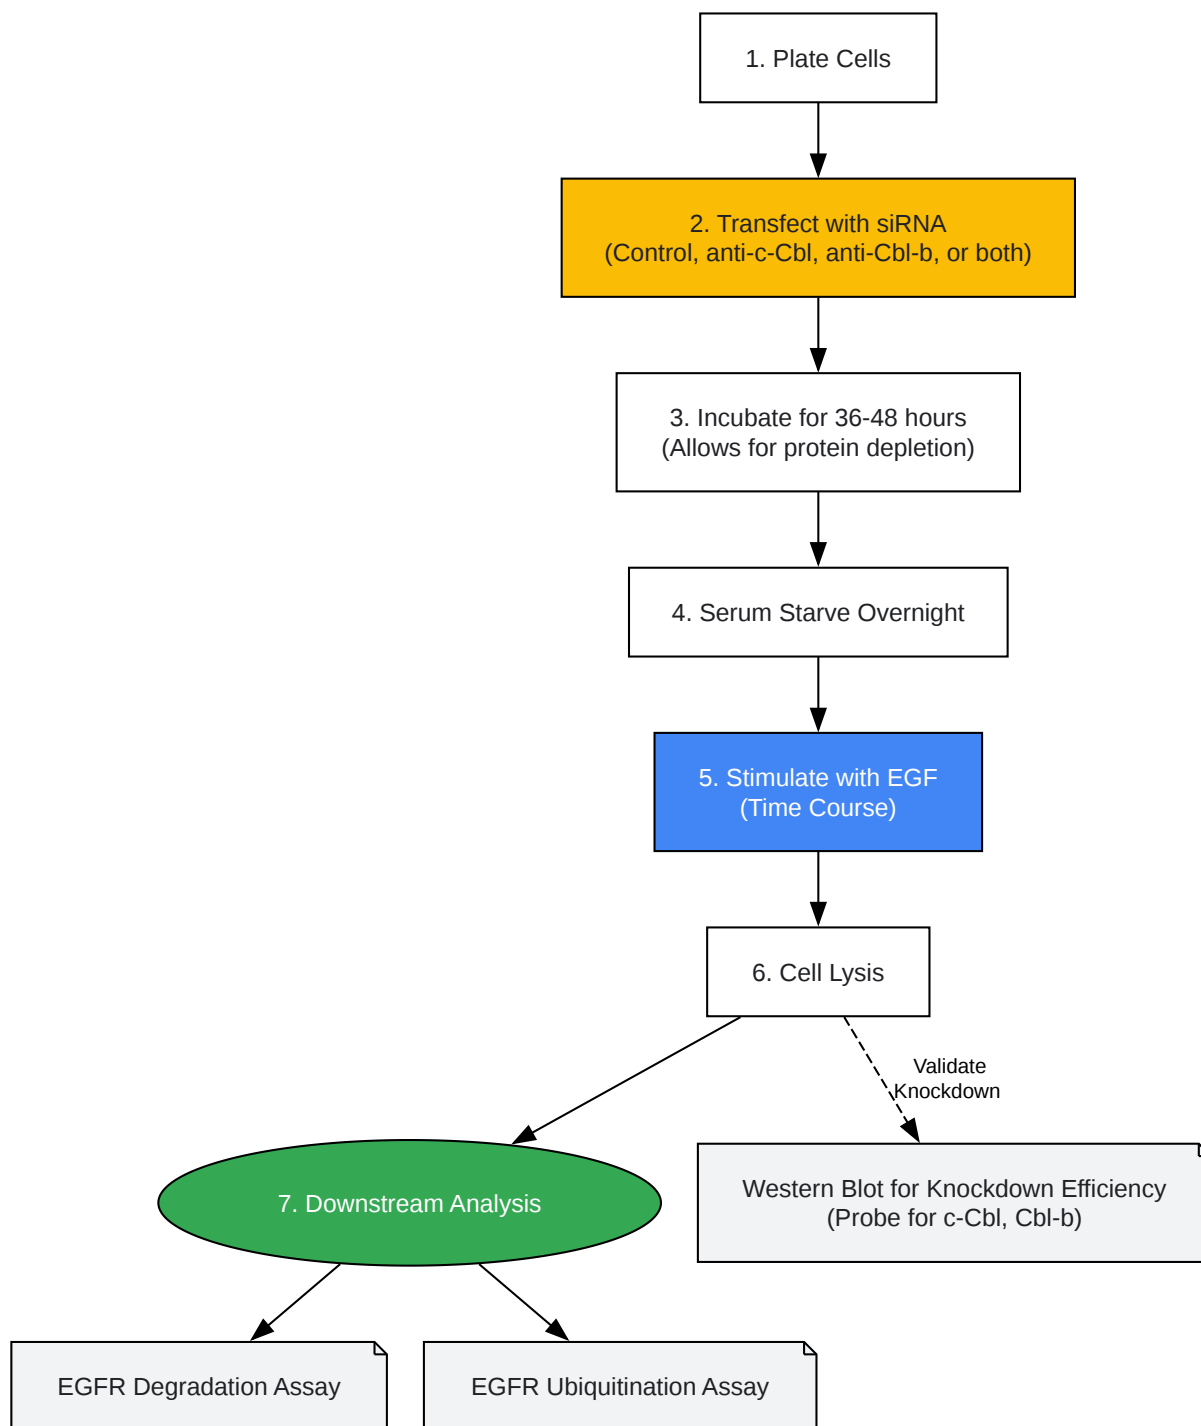 1. Plate Cells
2. Transfect with siRNA
(Control, anti-c-Cbl, anti-Cbl-b, or both)
3. Incubate for 36-48 hours
(Allows for protein depletion)
4. Serum Starve Overnight
5. Stimulate with EGF
(Time Course)
6. Cell Lysis
Validate
Knockdown
7. Downstream Analysis
Western Blot for Knockdown Efficiency
(Probe for c-Cbl, Cbl-b)
EGFR Degradation Assay
EGFR Ubiquitination Assay